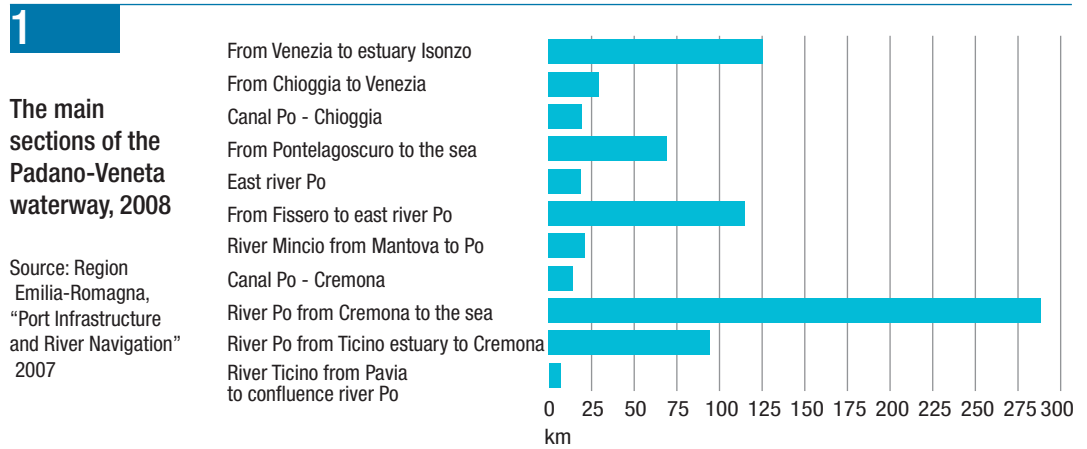 1
The main
sections of the
Padano-Veneta
waterway, 2008
Source: Region
Emilia-Romagna,
“Port Infrastructure
and River Navigation”
2007
From Venezia to estuary Isonzo
From Chioggia to Venezia
Canal Po - Chioggia
From Pontelagoscuro to the sea
East river Po
From Fissero to east river Po
River Mincio from Mantova to Po
Canal Po - Cremona
River Po from Cremona to the sea
River Po from Ticino estuary to Cremona
River Ticino from Pavia
to confluence river Po
0 25 50 75 100 125 150 175 200 225 250 275 300
km